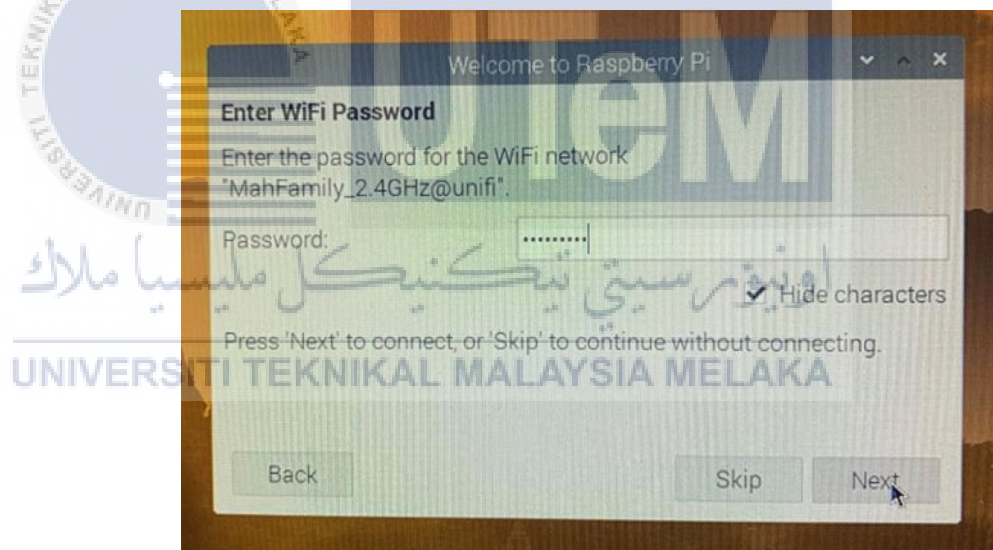 Welcome to Raspberry Pi
Enter WiFi Password
Enter the password for the WiFi network
"MahFamily_2.4GHz@unifi".
Password: •••••••••
Hide characters
Press 'Next' to connect, or 'Skip' to continue without connecting.
Back Skip Next
UTeM
اونيۏرسيتي تيكنيكل مليسيا ملاك
UNIVERSITI TEKNIKAL MALAYSIA MELAKA